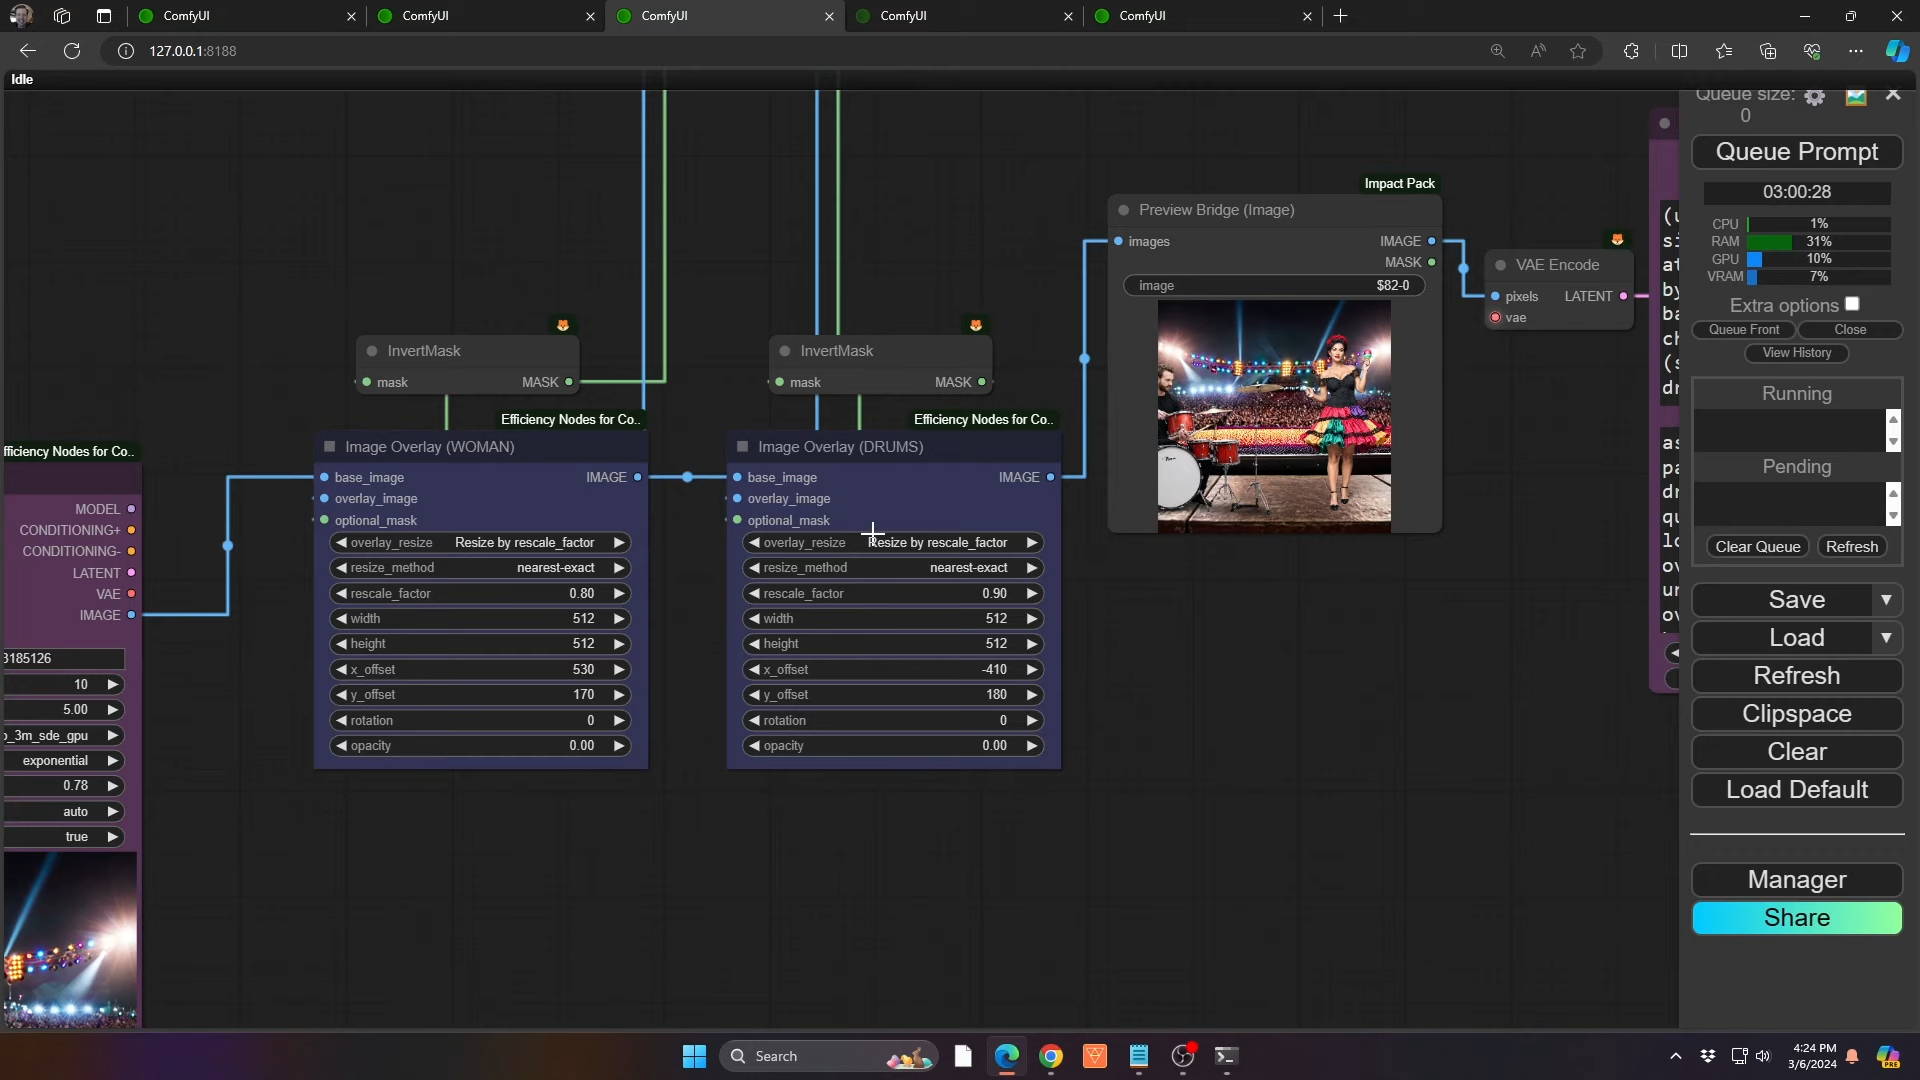 ComfyUI
ComfyUI
ComfyUI
ComfyUI
ComfyUI
127.0.0.1:8188
Idle
Queue size:
0
Queue Prompt
03:00:28
CPU 1%
RAM 31%
GPU 10%
VRAM 7%
Extra options
Queue Front
Close
View History
Running
Pending
Clear Queue
Refresh
Save
Load
Refresh
Clipspace
Clear
Load Default
Manager
Share
Impact Pack
Preview Bridge (Image)
images
IMAGE
MASK
image $82-0
VAE Encode
pixels
LATENT
vae
InvertMask
mask
MASK
InvertMask
mask
MASK
Efficiency Nodes for Co..
Image Overlay (WOMAN)
base_image
IMAGE
overlay_image
optional_mask
overlay_resize Resize by rescale_factor
resize_method nearest-exact
rescale_factor 0.80
width 512
height 512
x_offset 530
y_offset 170
rotation 0
opacity 0.00
Efficiency Nodes for Co..
Image Overlay (DRUMS)
base_image
IMAGE
overlay_image
optional_mask
overlay_resize Resize by rescale_factor
resize_method nearest-exact
rescale_factor 0.90
width 512
height 512
x_offset -410
y_offset 180
rotation 0
opacity 0.00
fficiency Nodes for Co..
MODEL
CONDITIONING+
CONDITIONING-
LATENT
VAE
IMAGE
3185126
10
5.00
_3m_sde_gpu
exponential
0.78
auto
true
Search
4:24 PM
3/6/2024